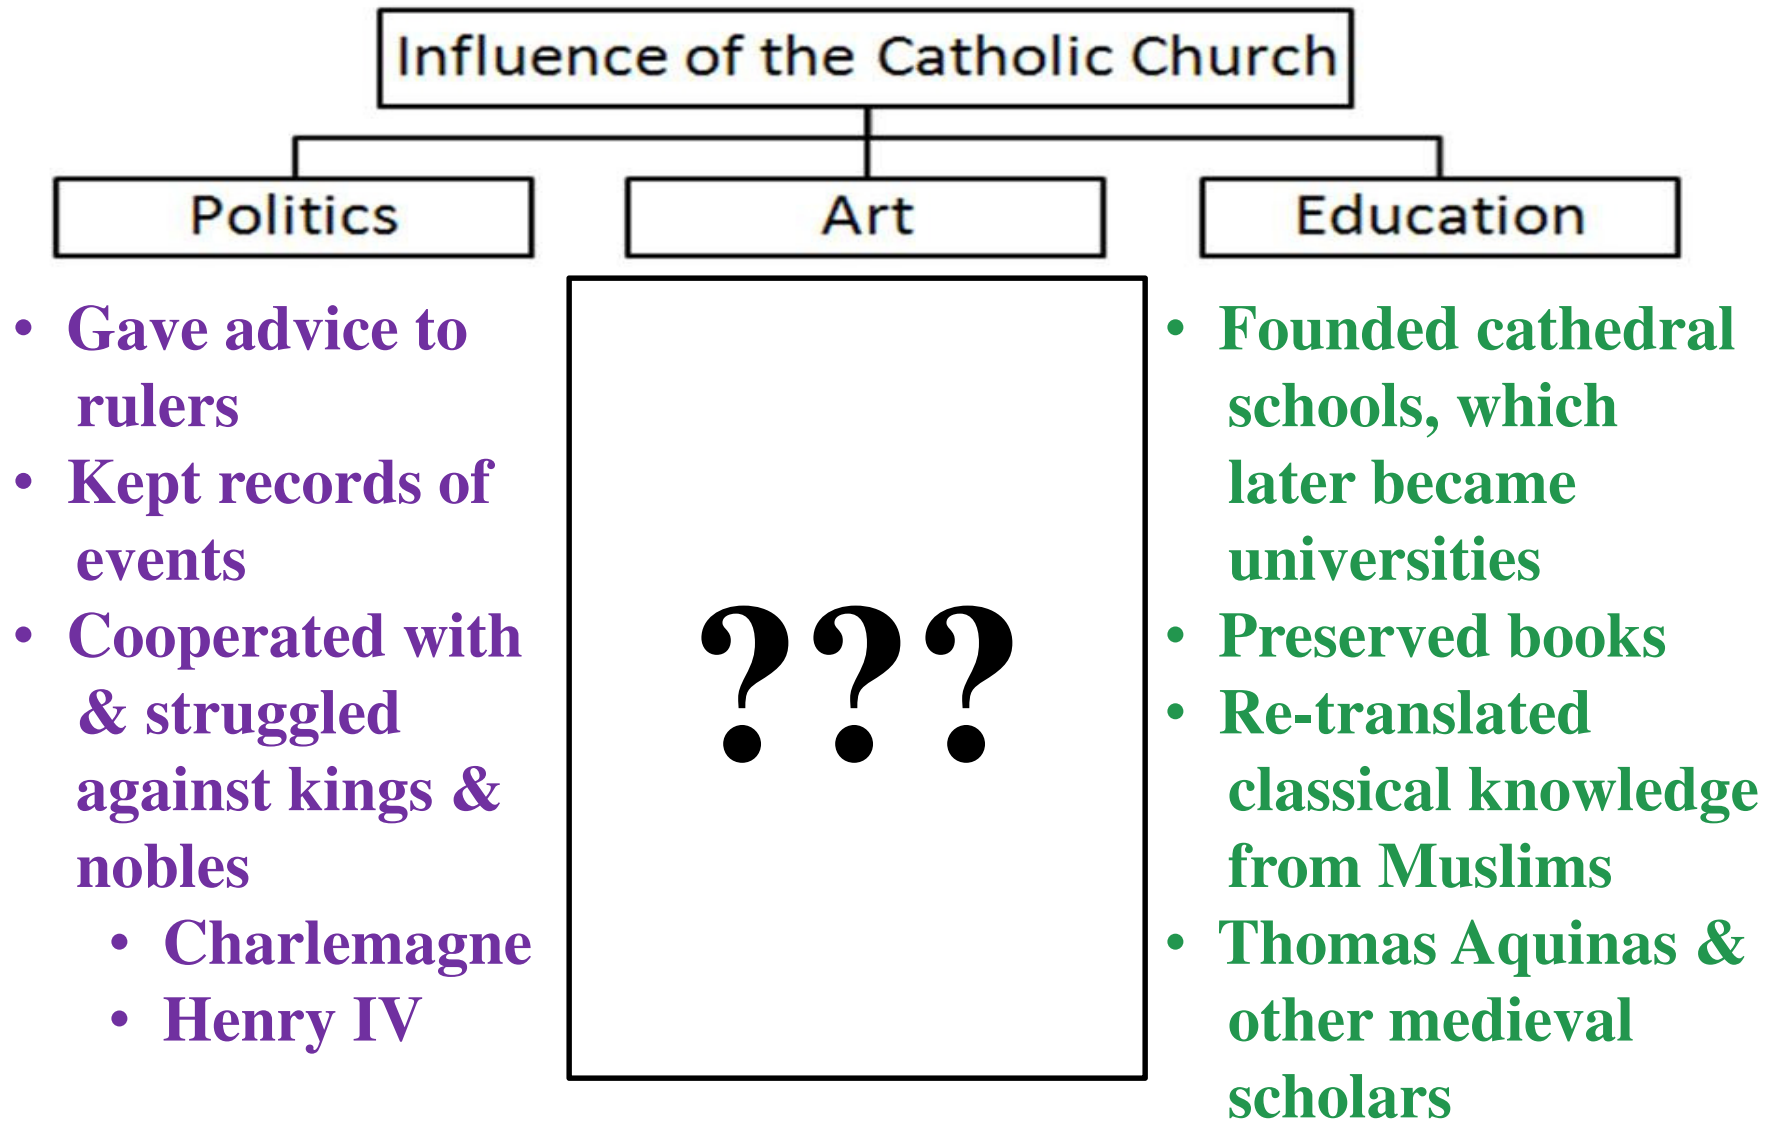 Influence of the Catholic Church
Politics
Art
Education
• Gave advice to
rulers
• Kept records of
events
• Cooperated with
& struggled
against kings &
nobles
• Charlemagne
• Henry IV
???
• Founded cathedral
schools, which
later became
universities
• Preserved books
• Re-translated
classical knowledge
from Muslims
• Thomas Aquinas &
other medieval
scholars